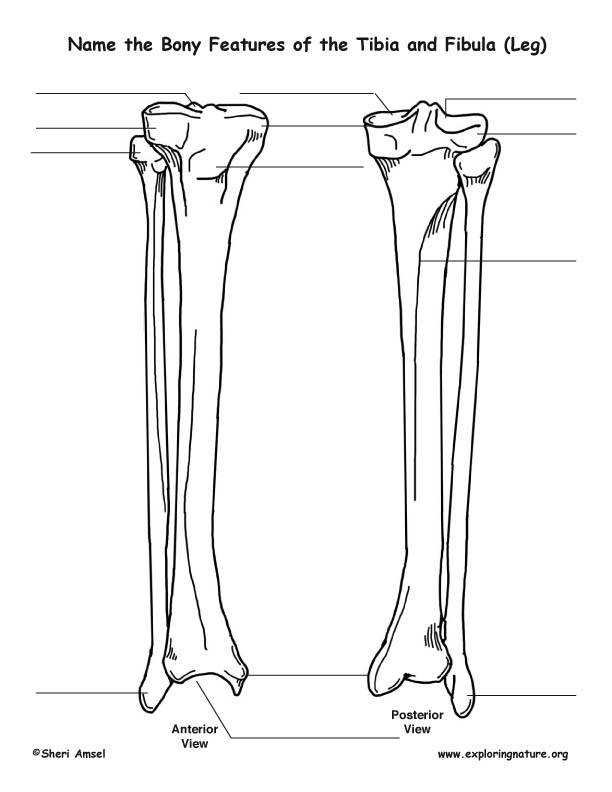 Name the Bony Features of the Tibia and Fibula (Leg)
Anterior
View
Posterior
View
©Sheri Amsel
www.exploringnature.org